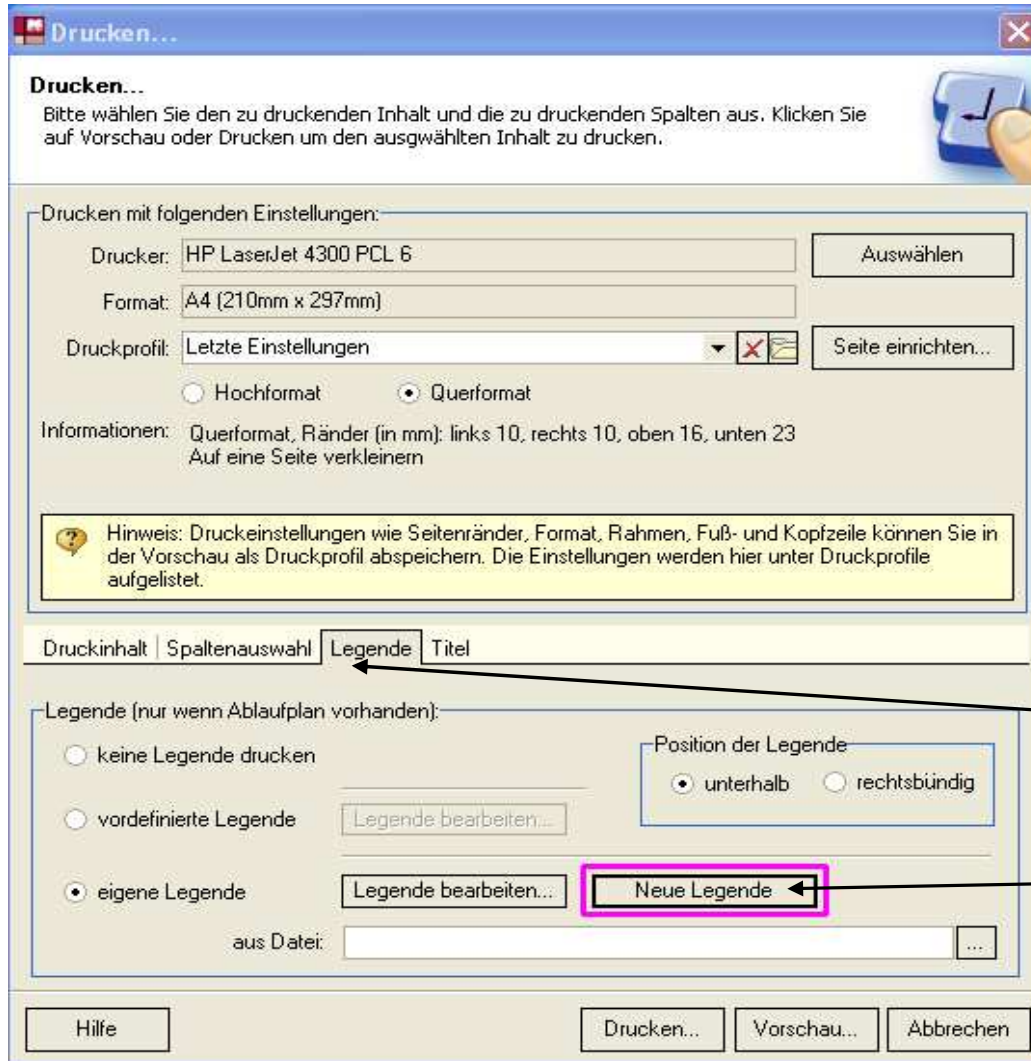 Drucken...
Drucken...
Bitte wählen Sie den zu druckenden Inhalt und die zu druckenden Spalten aus. Klicken Sie
auf Vorschau oder Drucken um den ausgwählten Inhalt zu drucken.
Drucken mit folgenden Einstellungen:
Drucker: HP LaserJet 4300 PCL 6 Auswählen
Format: A4 (210mm x 297mm)
Druckprofil: Letzte Einstellungen Seite einrichten...
Hochformat Querformat
Informationen: Querformat, Ränder (in mm): links 10, rechts 10, oben 16, unten 23
Auf eine Seite verkleinern
Hinweis: Druckeinstellungen wie Seitenränder, Format, Rahmen, Fuß- und Kopfzeile können Sie in
der Vorschau als Druckprofil abspeichern. Die Einstellungen werden hier unter Druckprofile
aufgelistet.
Druckinhalt Spaltenauswahl Legende Titel
Legende (nur wenn Ablaufplan vorhanden):
keine Legende drucken
Position der Legende
unterhalb rechtsbündig
vordefinierte Legende Legende bearbeiten...
eigene Legende Legende bearbeiten... Neue Legende
aus Datei: ...
Hilfe Drucken... Vorschau... Abbrechen